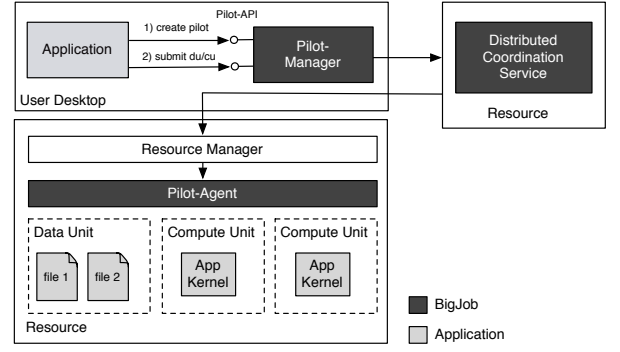 Pilot-API
1) create pilot
Application
2) submit du/cu
Pilot-
Manager
User Desktop
Distributed
Coordination
Service
Resource
Resource Manager
Pilot-Agent
Data Unit
file 1
file 2
Compute Unit
App
Kernel
Compute Unit
App
Kernel
Resource
BigJob
Application